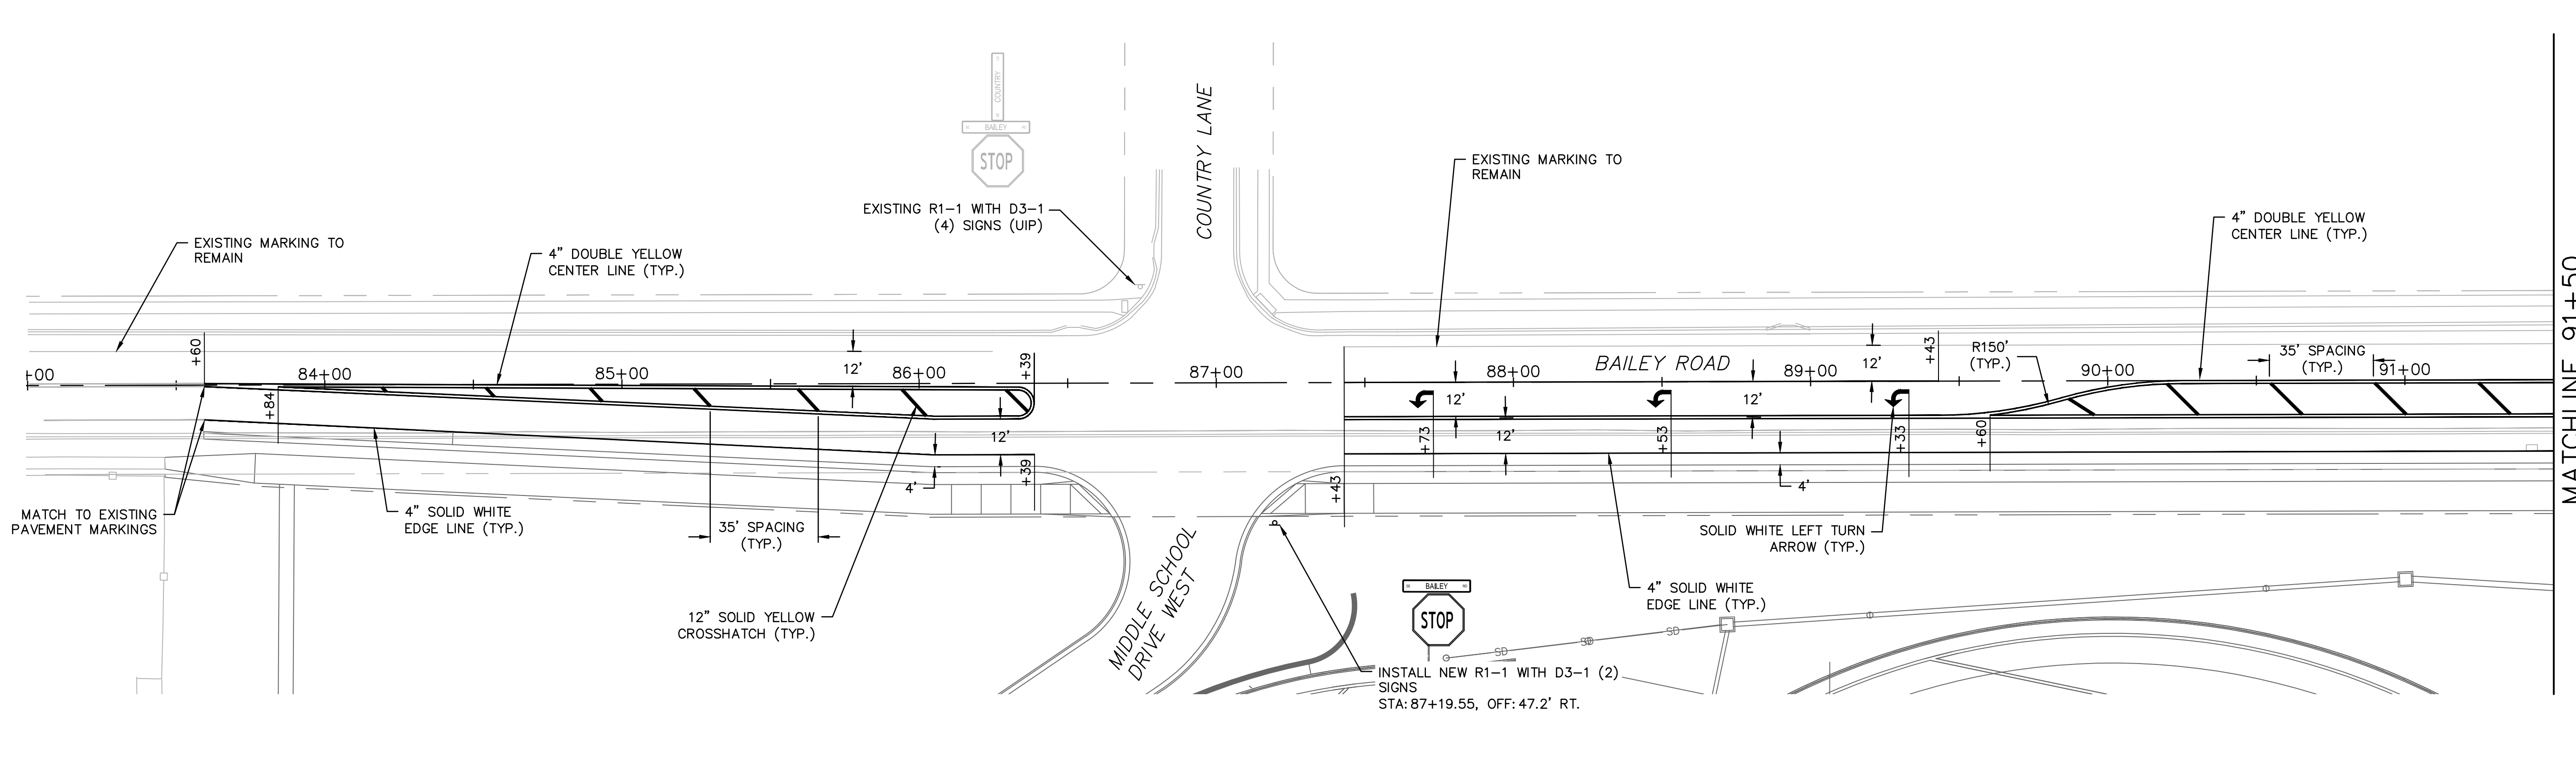 COUNTRY
BAILEY
STOP
EXISTING R1-1 WITH D3-1
(4) SIGNS (UIP)
COUNTRY LANE
EXISTING MARKING TO
REMAIN
4" DOUBLE YELLOW
CENTER LINE (TYP.)
EXISTING MARKING TO
REMAIN
4" DOUBLE YELLOW
CENTER LINE (TYP.)
MATCHLINE 91+50
+60
12'
+39
BAILEY ROAD
12'
+43
R150'
(TYP.)
35' SPACING
(TYP.)
+00
84+00
85+00
86+00
87+00
88+00
89+00
90+00
91+00
+84
12'
12'
12'
12'
+73
+53
+33
+60
4'
+39
+43
4'
MATCH TO EXISTING
PAVEMENT MARKINGS
4" SOLID WHITE
EDGE LINE (TYP.)
35' SPACING
(TYP.)
SOLID WHITE LEFT TURN
ARROW (TYP.)
12" SOLID YELLOW
CROSSHATCH (TYP.)
MIDDLE SCHOOL
DRIVE WEST
BAILEY
STOP
4" SOLID WHITE
EDGE LINE (TYP.)
SD
SD
INSTALL NEW R1-1 WITH D3-1 (2)
SIGNS
STA:87+19.55, OFF:47.2' RT.